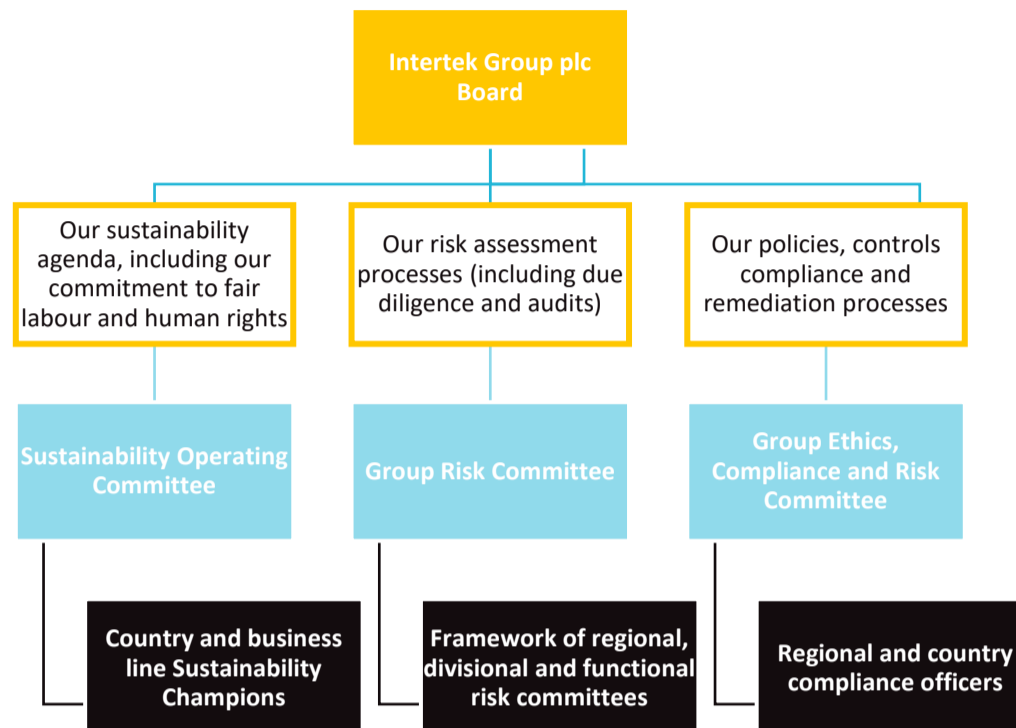 Intertek Group plc
Board
Our sustainability
agenda, including our
commitment to fair
labour and human rights
Our risk assessment
processes (including due
diligence and audits)
Our policies, controls
compliance and
remediation processes
Sustainability Operating
Committee
Group Risk Committee
Group Ethics,
Compliance and Risk
Committee
Country and business
line Sustainability
Champions
Framework of regional,
divisional and functional
risk committees
Regional and country
compliance officers